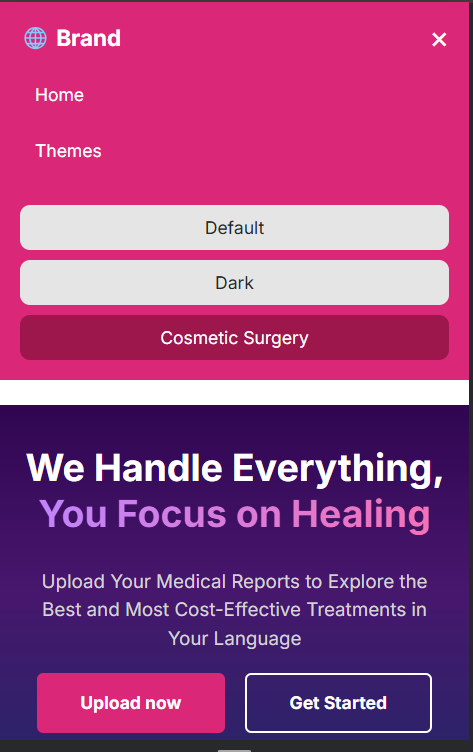 Brand
Home
Themes
Default
Dark
Cosmetic Surgery
We Handle Everything,
You Focus on Healing
Upload Your Medical Reports to Explore the
Best and Most Cost-Effective Treatments in
Your Language
Upload now
Get Started